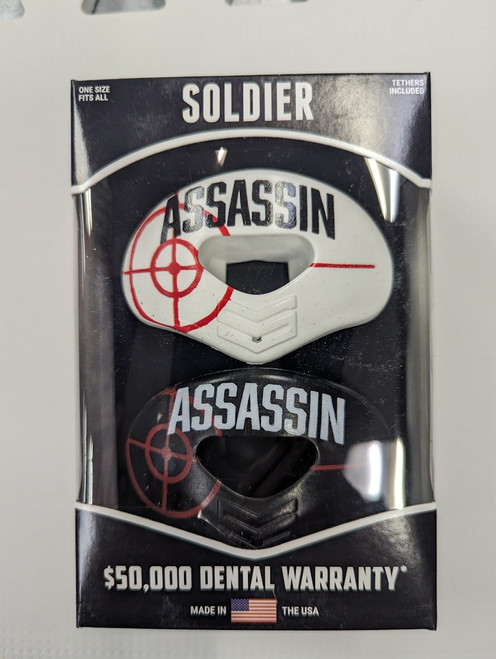 ONE SIZE
FITS ALL
TETHERS
INCLUDED
SOLDIER
ASSASSIN
ASSASSIN
$50,000 DENTAL WARRANTY*
MADE IN THE USA